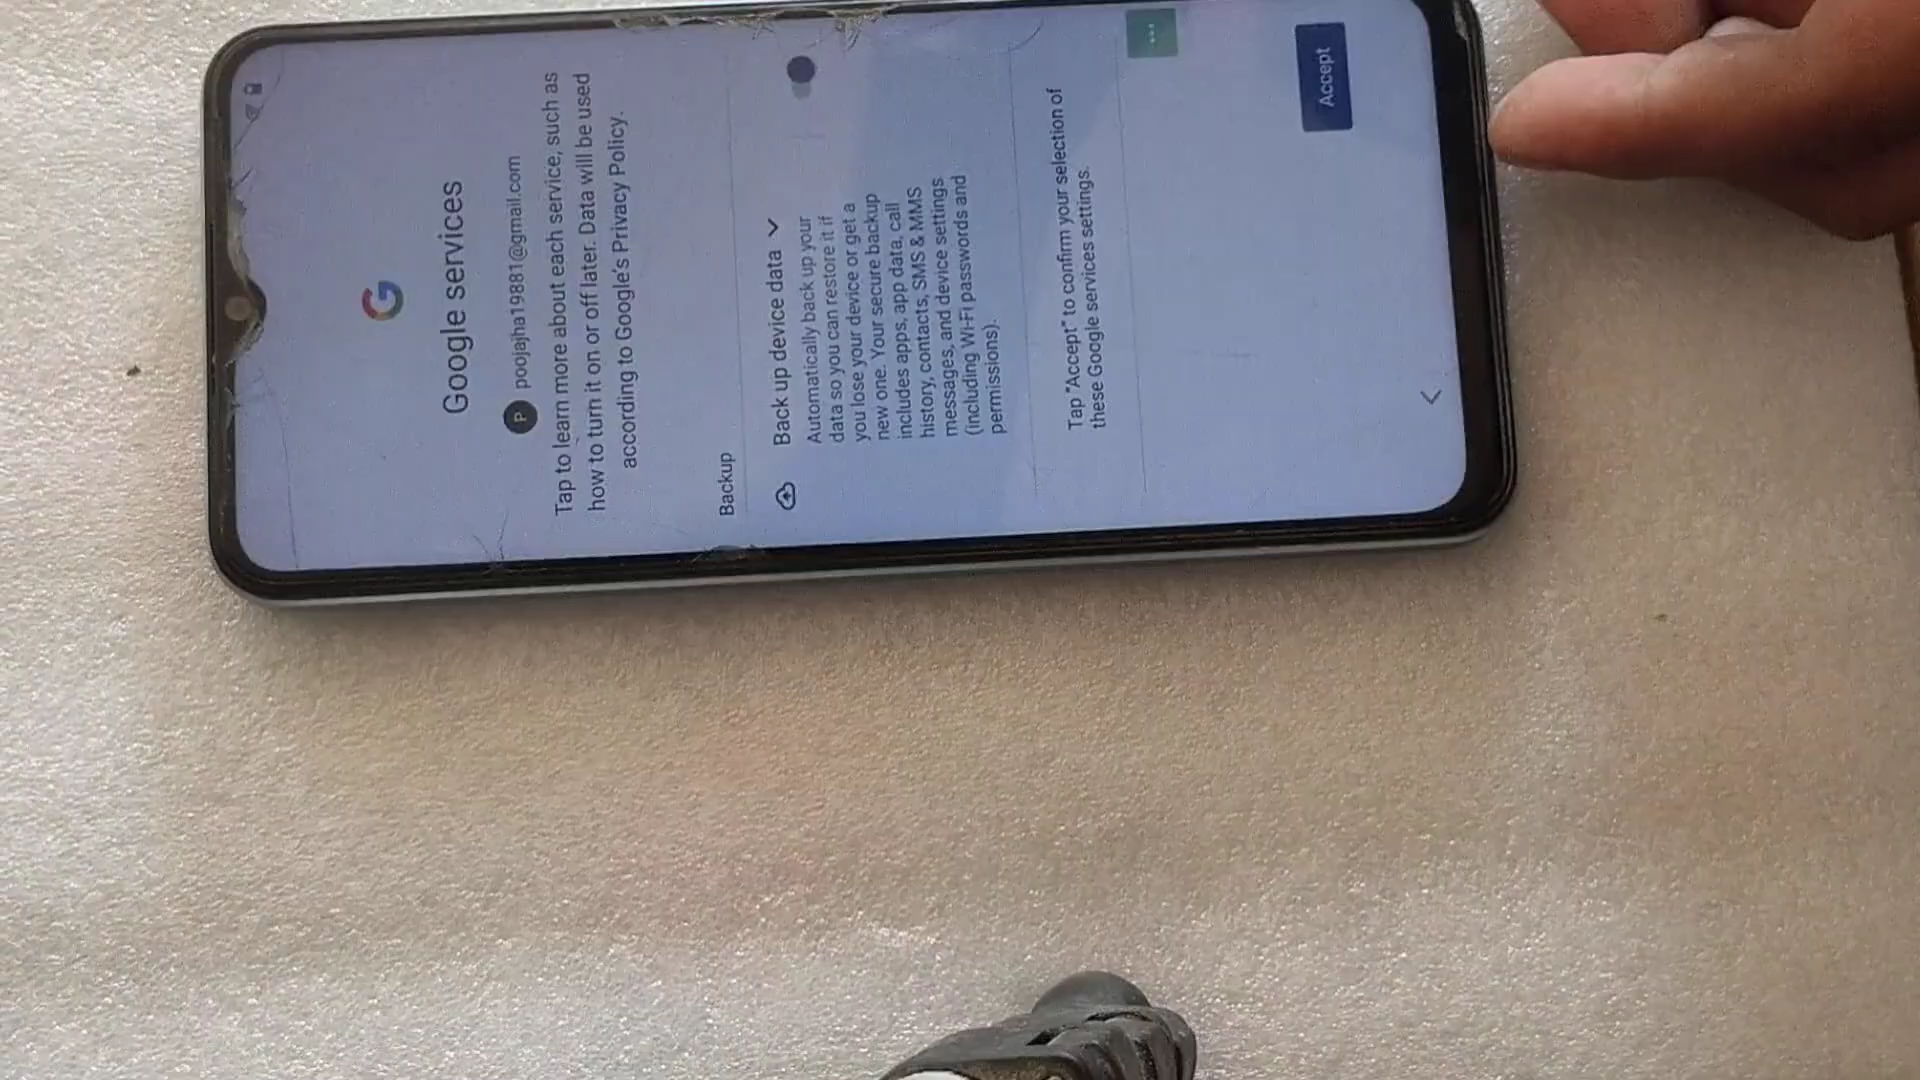 Google services
P poojajha19881@gmail.com
Tap to learn more about each service, such as
how to turn it on or off later. Data will be used
according to Google's Privacy Policy.
Backup
Back up device data
Automatically back up your
data so you can restore it if
you lose your device or get a
new one. Your secure backup
includes apps, app data, call
history, contacts, SMS & MMS
messages, and device settings
(including Wi-Fi passwords and
permissions).
Tap "Accept" to confirm your selection of
these Google services settings.
Accept